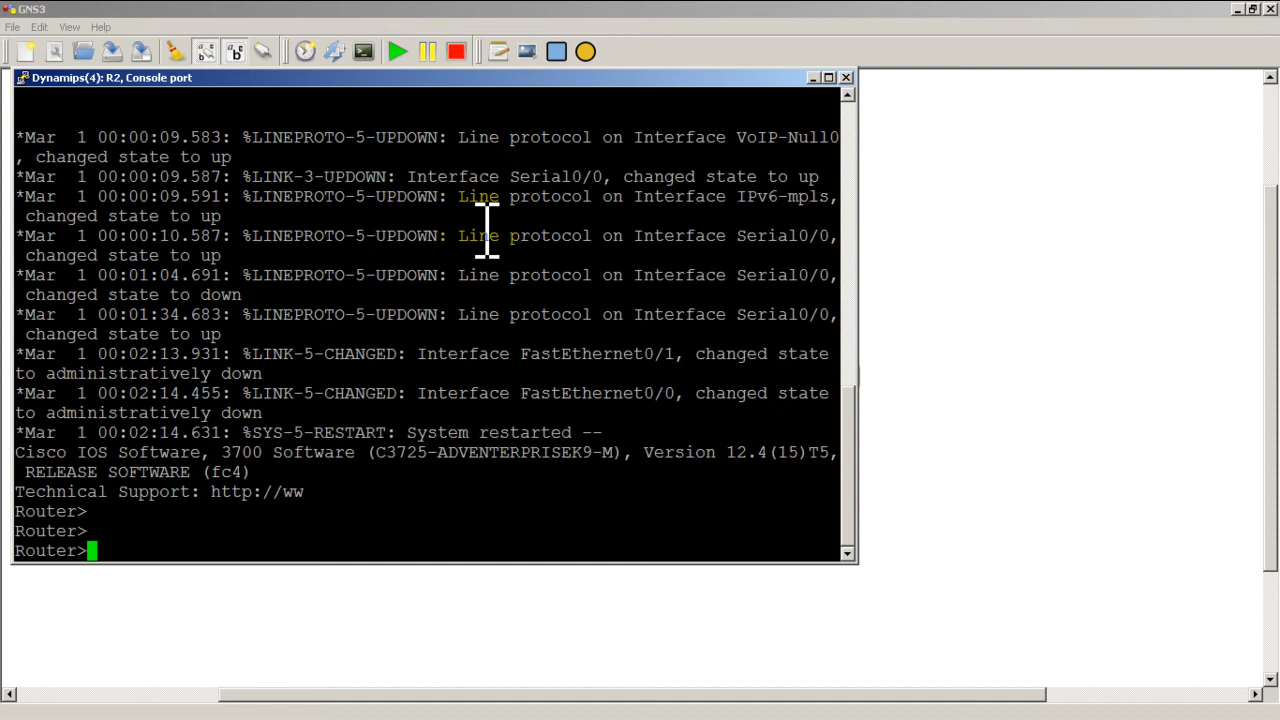 GNS3
File Edit View Help
Dynamips(4): R2, Console port
*Mar  1 00:00:09.583: %LINEPROTO-5-UPDOWN: Line protocol on Interface VoIP-Null0
, changed state to up
*Mar  1 00:00:09.587: %LINK-3-UPDOWN: Interface Serial0/0, changed state to up
*Mar  1 00:00:09.591: %LINEPROTO-5-UPDOWN: Line protocol on Interface IPv6-mpls,
 changed state to up
*Mar  1 00:00:10.587: %LINEPROTO-5-UPDOWN: Line protocol on Interface Serial0/0,
 changed state to up
*Mar  1 00:01:04.691: %LINEPROTO-5-UPDOWN: Line protocol on Interface Serial0/0,
 changed state to down
*Mar  1 00:01:34.683: %LINEPROTO-5-UPDOWN: Line protocol on Interface Serial0/0,
 changed state to up
*Mar  1 00:02:13.931: %LINK-5-CHANGED: Interface FastEthernet0/1, changed state
to administratively down
*Mar  1 00:02:14.455: %LINK-5-CHANGED: Interface FastEthernet0/0, changed state
to administratively down
*Mar  1 00:02:14.631: %SYS-5-RESTART: System restarted --
Cisco IOS Software, 3700 Software (C3725-ADVENTERPRISEK9-M), Version 12.4(15)T5,
 RELEASE SOFTWARE (fc4)
Technical Support: http://ww
Router>
Router>
Router>